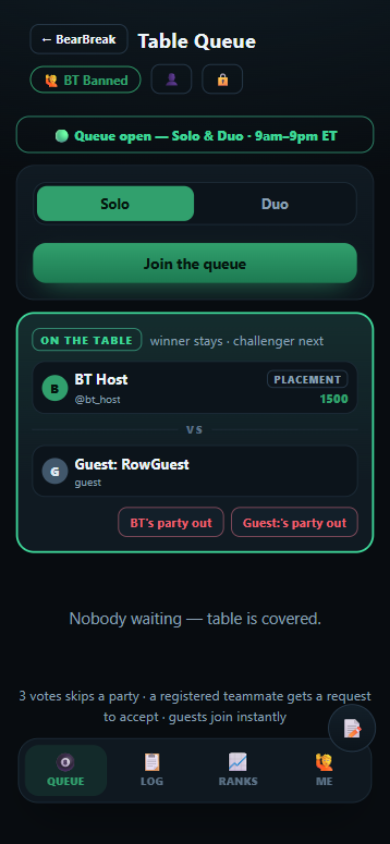 ← BearBreak Table Queue
BT Banned
Queue open — Solo & Duo · 9am–9pm ET
Solo Duo
Join the queue
ON THE TABLE winner stays · challenger next
B BT Host PLACEMENT
@bt_host 1500
VS
G Guest: RowGuest
guest
BT's party out Guest:'s party out
Nobody waiting — table is covered.
3 votes skips a party · a registered teammate gets a request
to accept · guests join instantly
QUEUE LOG RANKS ME